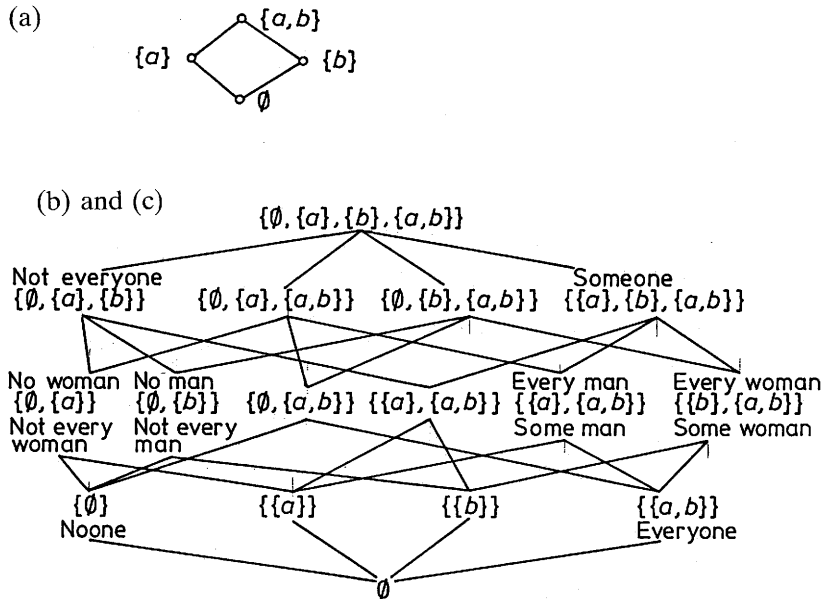 (a)
{a,b}
{a} {b}
∅
(b) and (c)
{∅,{a},{b},{a,b}}
Not everyone Someone
{∅,{a},{b}} {∅,{a},{a,b}} {∅,{b},{a,b}} {{a},{b},{a,b}}
No woman No man Every man Every woman
{∅,{a}} {∅,{b}} {∅,{a,b}} {{a},{a,b}} {{a},{a,b}} {{b},{a,b}}
Not every Not every Some man Some woman
woman man
{∅} {{a}} {{b}} {{a,b}}
Noone Everyone
∅